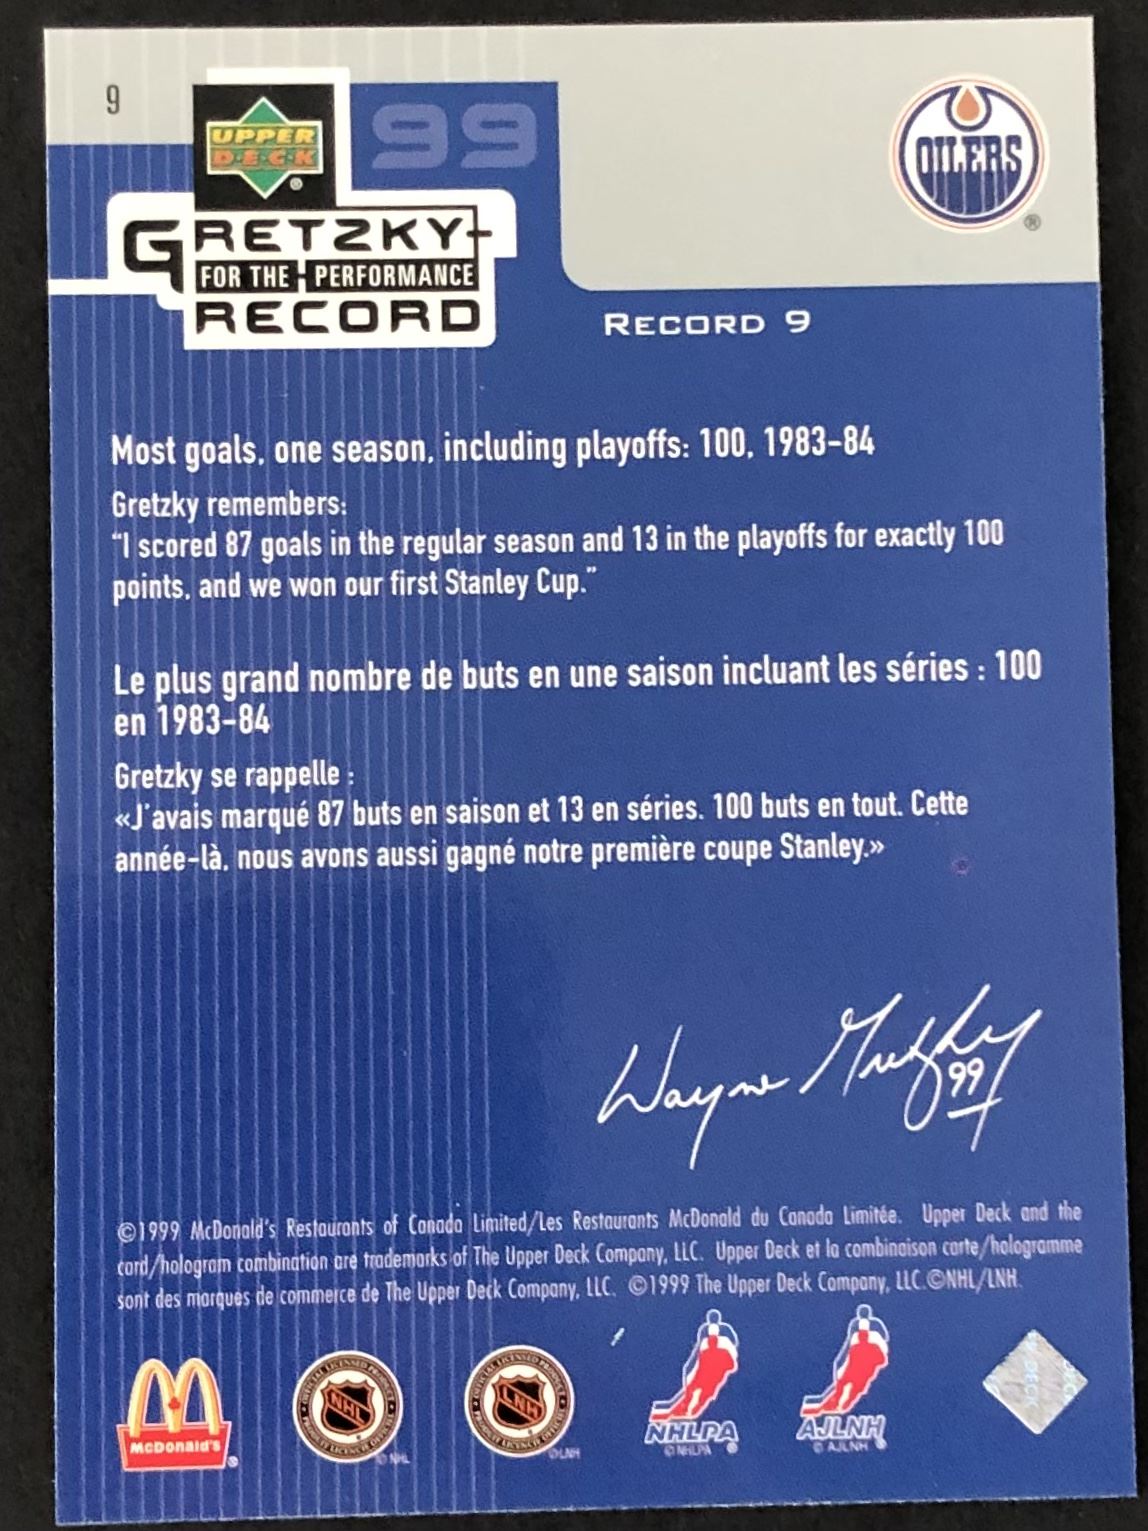 9
UPPER
D·E·C·K
®
99
OILERS
®
GRETZKY
FOR THE PERFORMANCE
RECORD
RECORD 9
Most goals, one season, including playoffs: 100, 1983-84
Gretzky remembers:
“I scored 87 goals in the regular season and 13 in the playoffs for exactly 100
points, and we won our first Stanley Cup.”
Le plus grand nombre de buts en une saison incluant les séries : 100
en 1983-84
Gretzky se rappelle :
«J'avais marqué 87 buts en saison et 13 en séries. 100 buts en tout. Cette
année-là, nous avons aussi gagné notre première coupe Stanley.»
Wayne Gretzky
99
©1999 McDonald's Restaurants of Canada Limited/Les Restaurants McDonald du Canada Limitée. Upper Deck and the
card/hologram combination are trademarks of The Upper Deck Company, LLC. Upper Deck et la combinaison carte/hologramme
sont des marques de commerce de The Upper Deck Company, LLC. ©1999 The Upper Deck Company, LLC.©NHL/LNH.
McDonald's ®
NHL
© NHL
LNH
©LNH
NHLPA
© NHLPA ®
AJLNH
© AJLNH ®